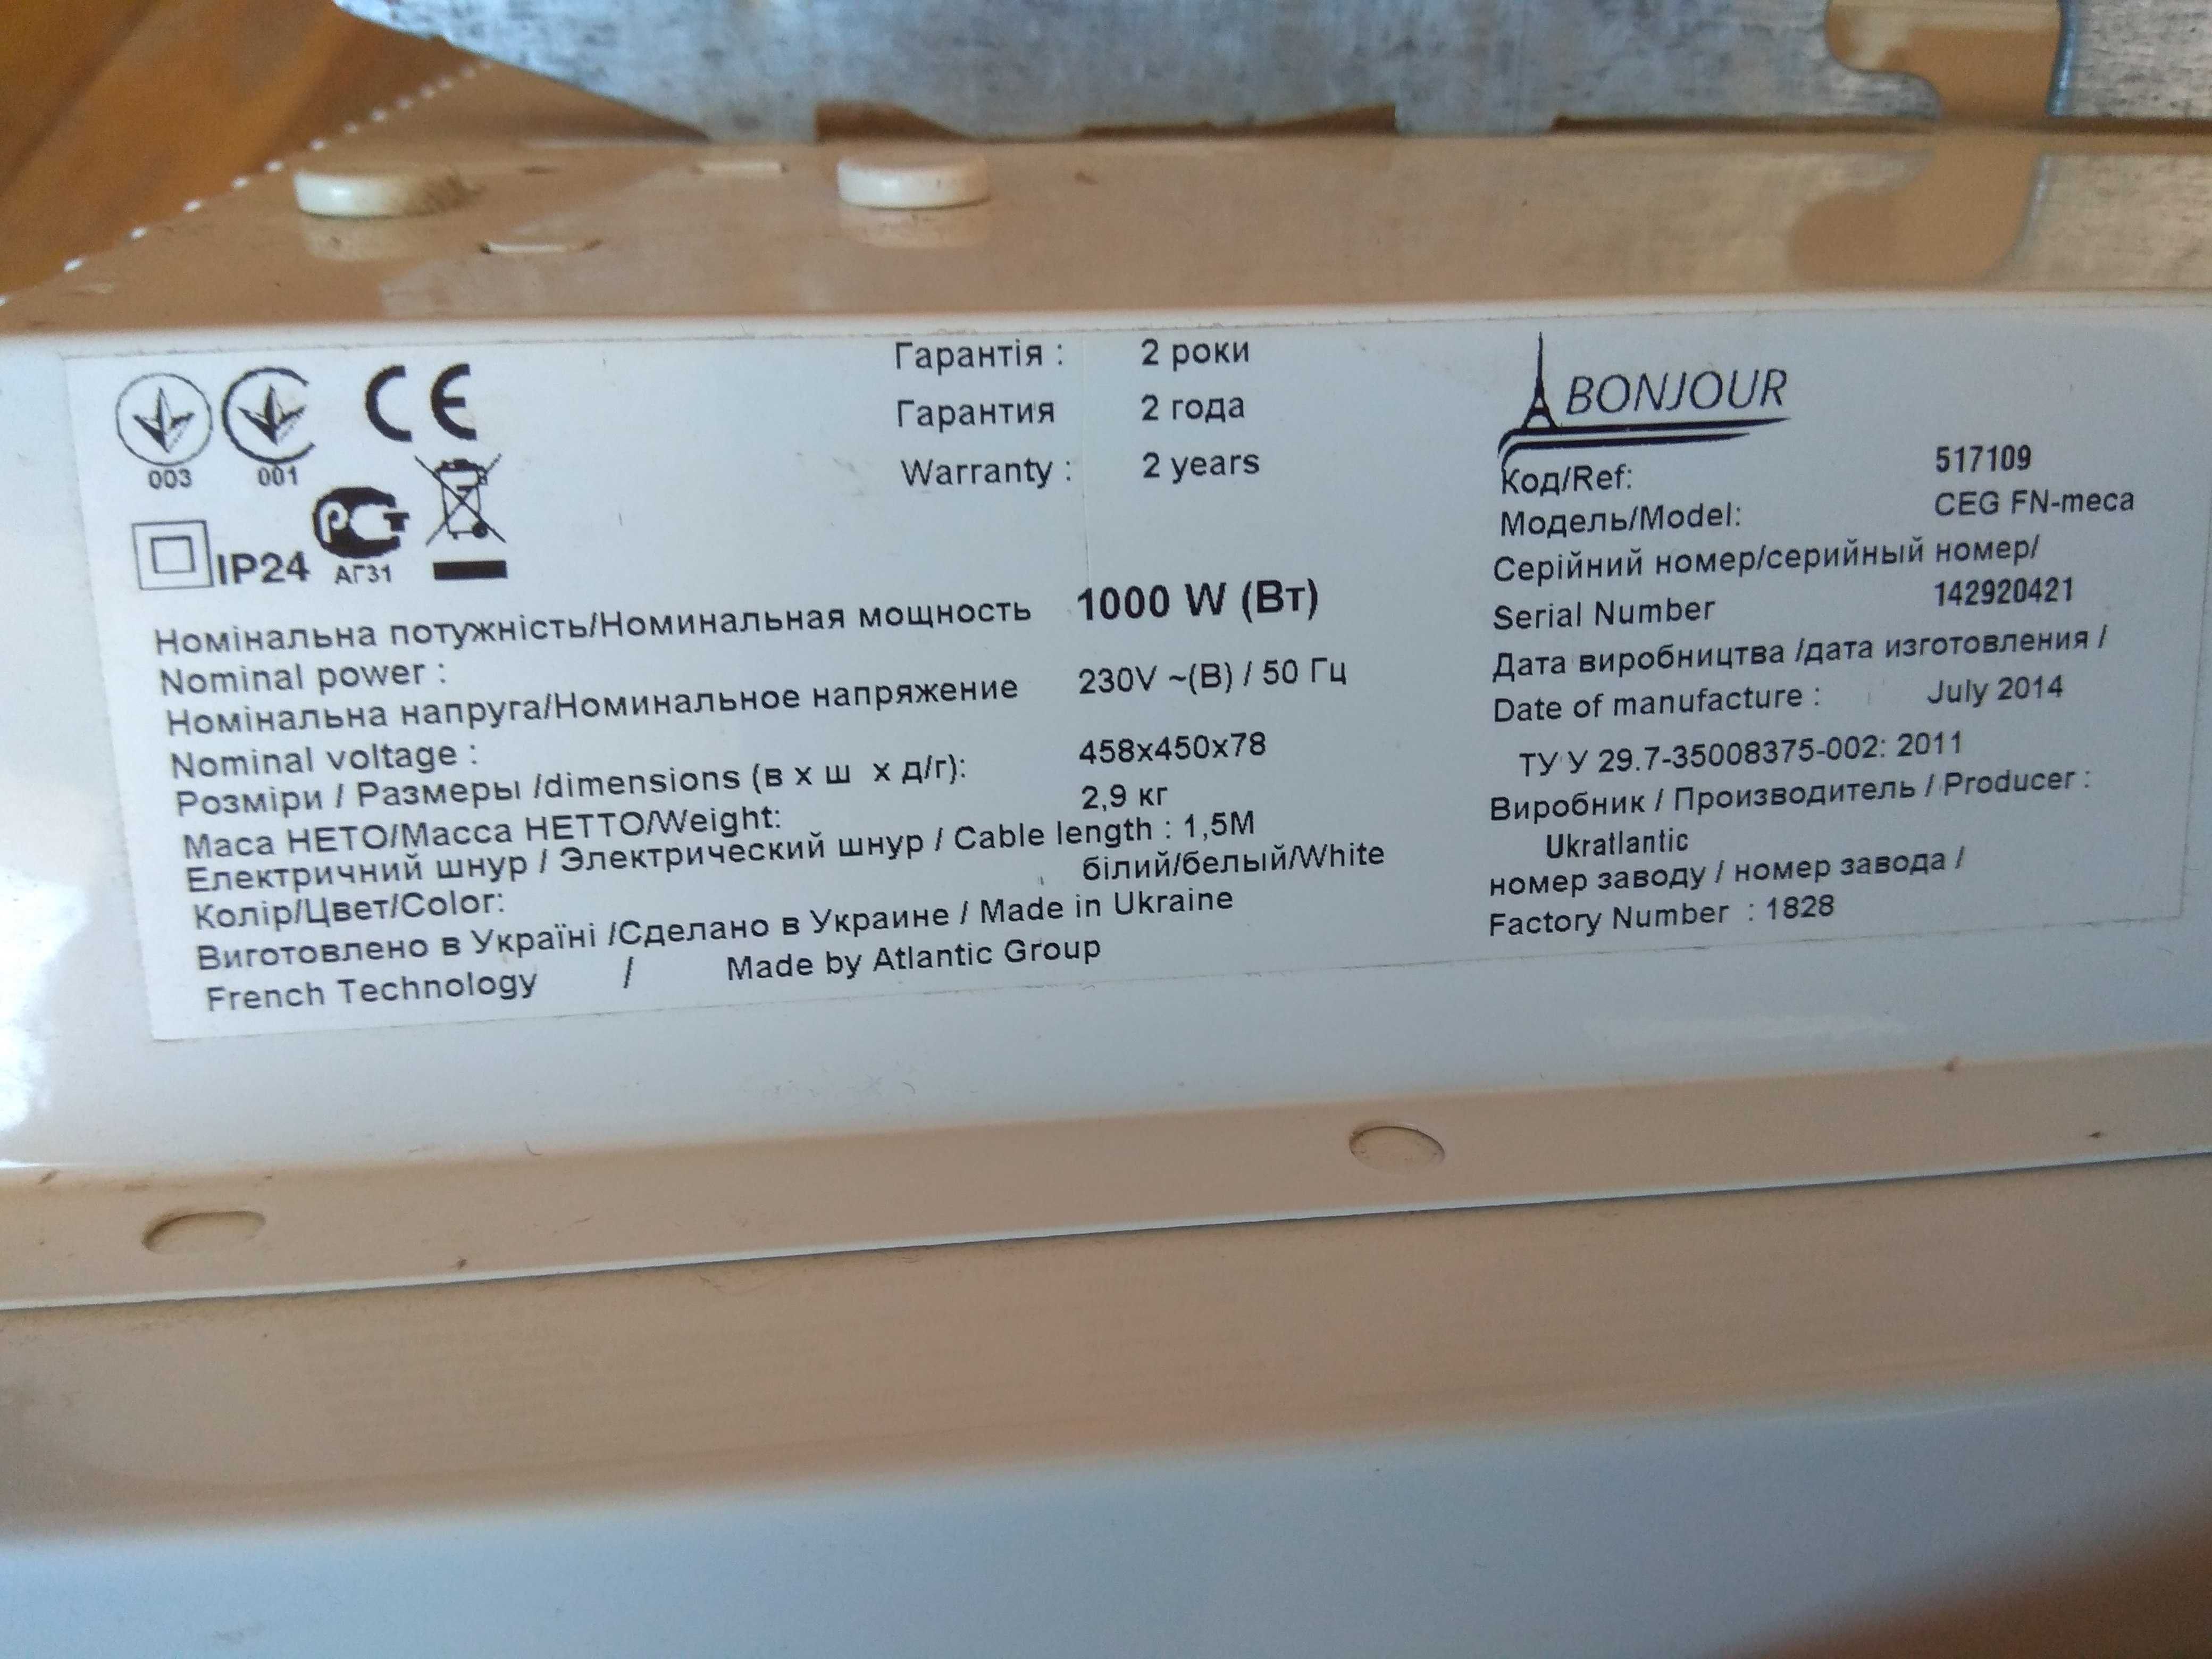 003 001 CE
IP24 РСТ АГ31
Гарантія : 2 роки
Гарантия 2 года
Warranty : 2 years
Номінальна потужність/Номинальная мощность 1000 W (Вт)
Nominal power :
Номінальна напруга/Номинальное напряжение 230V ~(В) / 50 Гц
Nominal voltage :
Розміри / Размеры /dimensions (в х ш х д/г): 458x450x78
Маса НЕТО/Масса НЕТТО/Weight: 2,9 кг
Електричний шнур / Электрический шнур / Cable length : 1,5М
Колір/Цвет/Color: білий/белый/White
Виготовлено в Україні /Сделано в Украине / Made in Ukraine
French Technology / Made by Atlantic Group
BONJOUR
Код/Ref: 517109
Модель/Model: CEG FN-meca
Серійний номер/серийный номер/
Serial Number 142920421
Дата виробництва /дата изготовления /
Date of manufacture : July 2014
ТУ У 29.7-35008375-002: 2011
Виробник / Производитель / Producer :
Ukratlantic
номер заводу / номер завода /
Factory Number : 1828